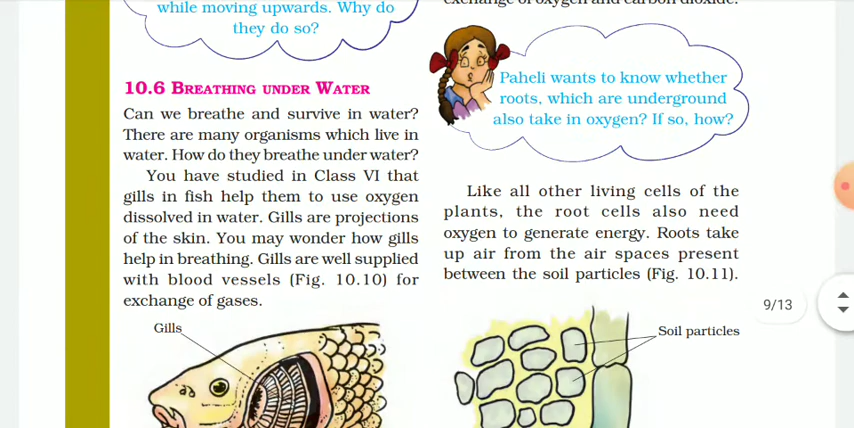 while moving upwards. Why do
they do so?
10.6 BREATHING UNDER WATER
Can we breathe and survive in water?
There are many organisms which live in
water. How do they breathe under water?
You have studied in Class VI that
gills in fish help them to use oxygen
dissolved in water. Gills are projections
of the skin. You may wonder how gills
help in breathing. Gills are well supplied
with blood vessels (Fig. 10.10) for
exchange of gases.
Gills
exchange of oxygen and carbon dioxide.
Paheli wants to know whether
roots, which are underground
also take in oxygen? If so, how?
Like all other living cells of the
plants, the root cells also need
oxygen to generate energy. Roots take
up air from the air spaces present
between the soil particles (Fig. 10.11).
Soil particles
9/13